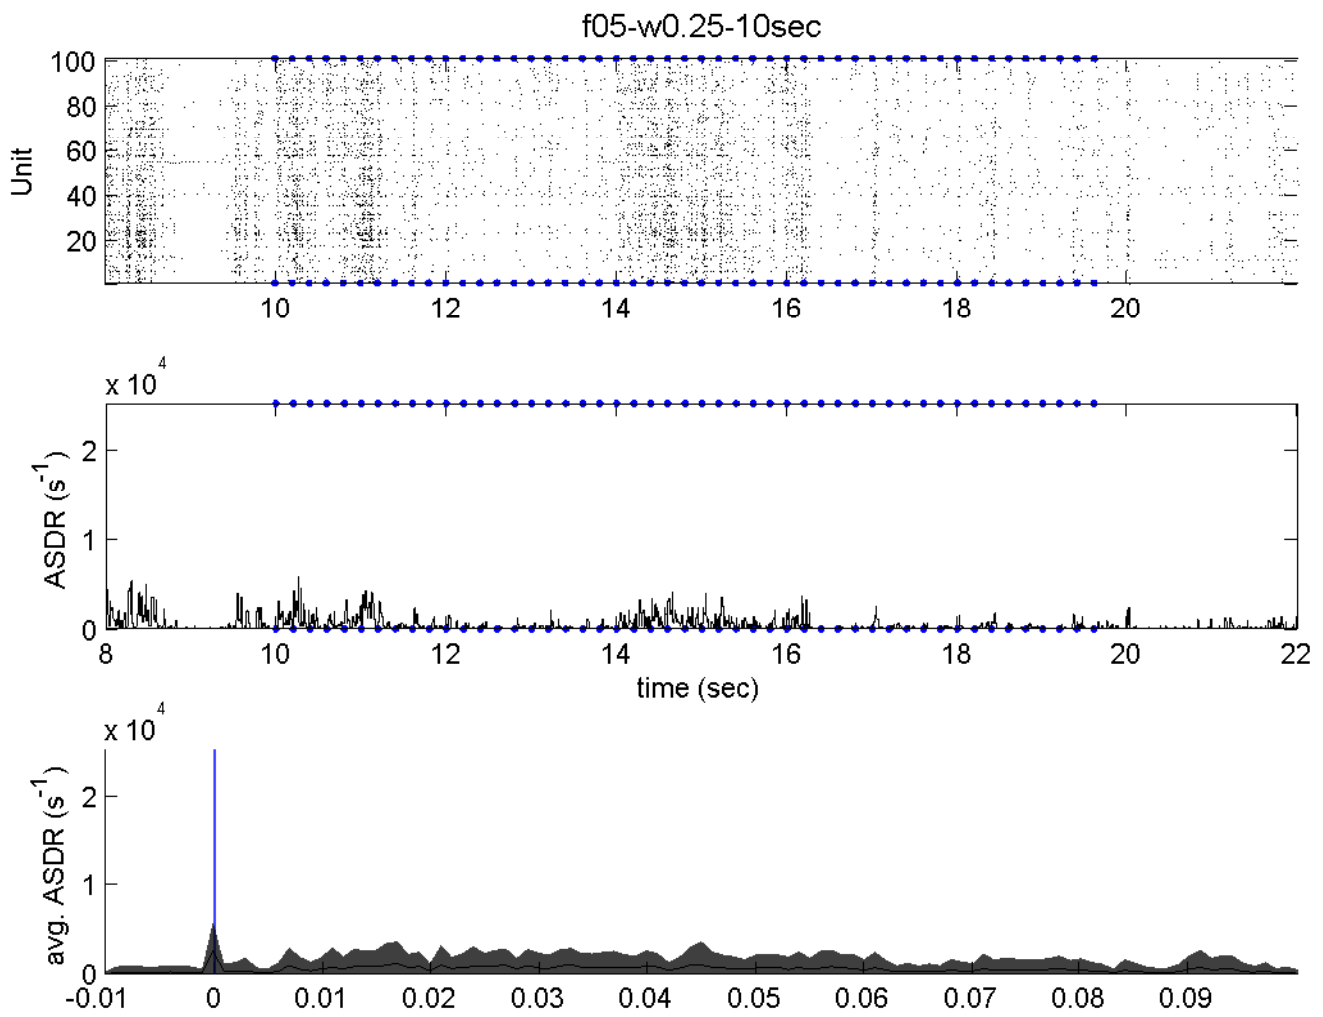 f05-w0.25-10sec
100
80
60
40
20
Unit
10 12 14 16 18 20
x 10^4
2
1
0
ASDR (s^-1)
8 10 12 14 16 18 20 22
time (sec)
x 10^4
2
1
0
avg. ASDR (s^-1)
-0.01 0 0.01 0.02 0.03 0.04 0.05 0.06 0.07 0.08 0.09